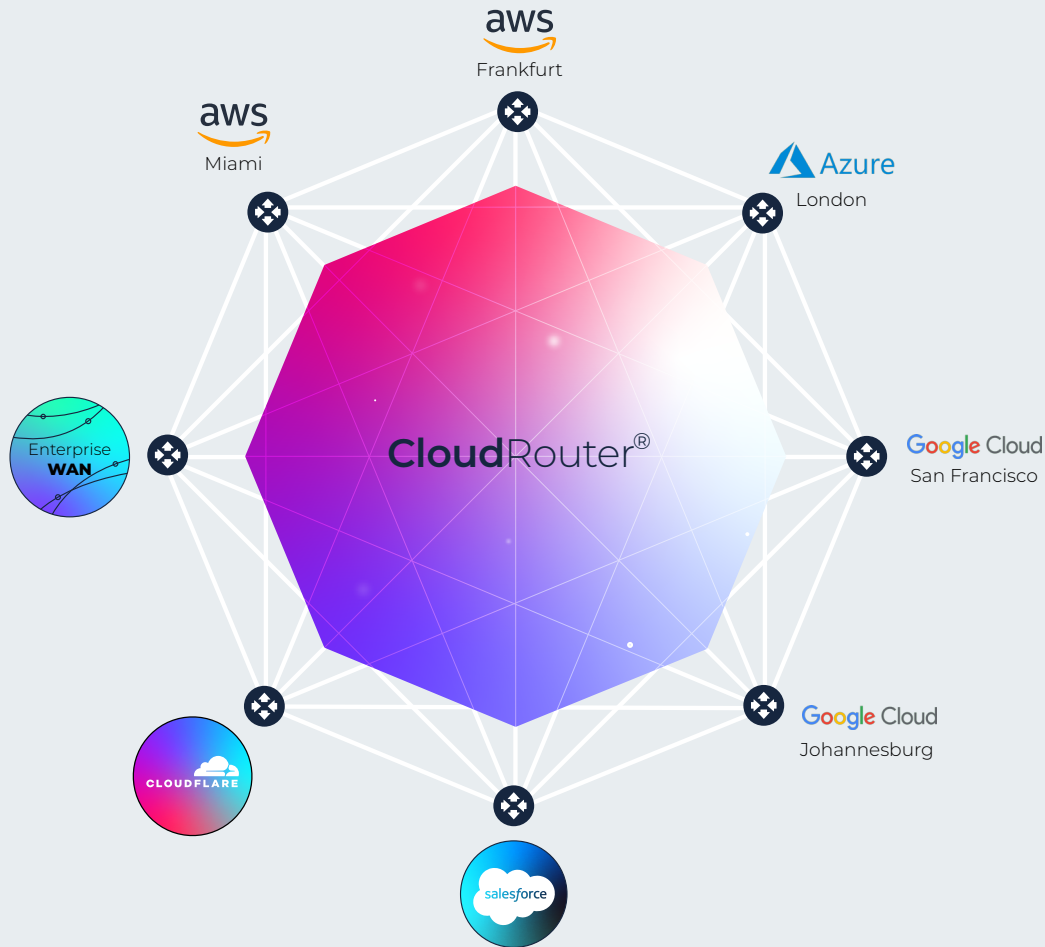 aws
Frankfurt
aws
Miami
Azure
London
Enterprise
WAN
CloudRouter®
Google Cloud
San Francisco
Google Cloud
Johannesburg
CLOUDFLARE
salesforce